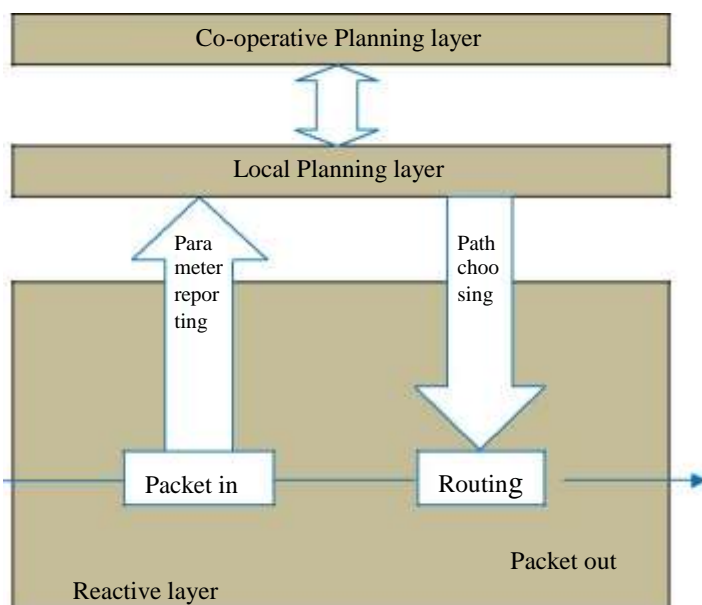 Co-operative Planning layer
Local Planning layer
Para
meter
repor
ting
Path
choo
sing
Packet in
Routing
Packet out
Reactive layer